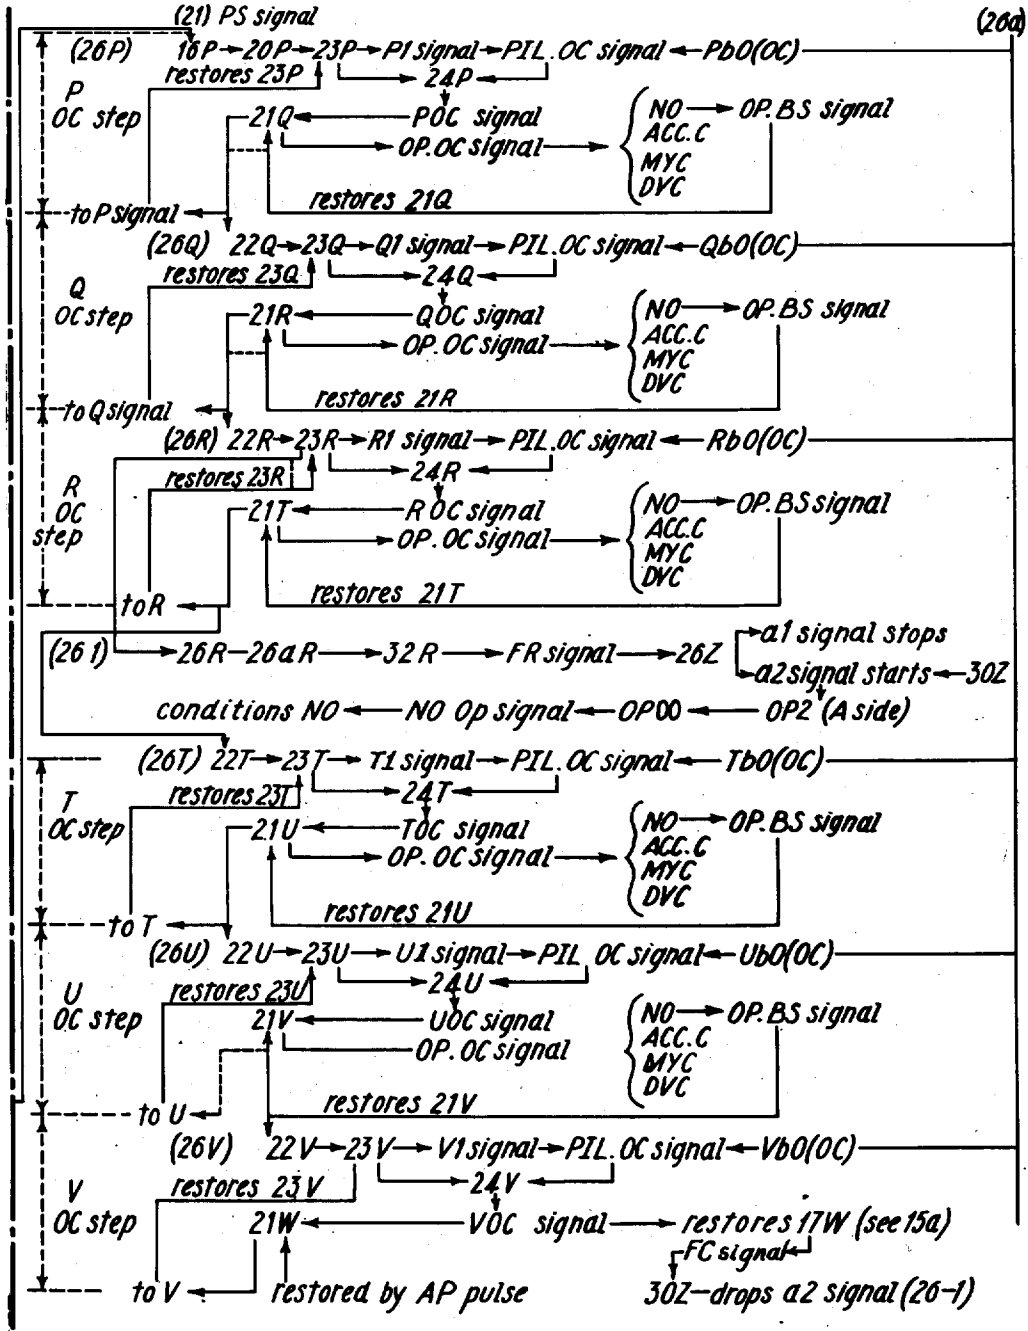 (21) PS signal
(26a)
(26P) 16P 20P 23P P1 signal PIL. OC signal Pb0(OC)
restores 23P 24P
P
OC step
21Q POC signal NO OP. BS signal
OP. OC signal ACC.C
MYC
DVC
restores 21Q
to P signal
(26Q) 22Q 23Q Q1 signal PIL. OC signal Qb0(OC)
restores 23Q 24Q
Q
OC step
21R QOC signal NO OP. BS signal
OP. OC signal ACC.C
MYC
DVC
restores 21R
to Q signal
(26R) 22R 23R R1 signal PIL. OC signal Rb0(OC)
restores 23R 24R
R
OC
step
21T ROC signal NO OP. BS signal
OP. OC signal ACC.C
MYC
DVC
restores 21T
to R
a1 signal stops
(26 1) 26R 26aR 32R FR signal 26Z
a2 signal starts 30Z
conditions NO NO Op signal OP00 OP2 (A side)
(26T) 22T 23T T1 signal PIL. OC signal Tb0(OC)
restores 23T 24T
T
OC step
21U TOC signal NO OP. BS signal
OP. OC signal ACC.C
MYC
DVC
restores 21U
to T
(26U) 22U 23U U1 signal PIL OC signal Ub0(OC)
restores 23U 24U
U
OC step
21V UOC signal NO OP. BS signal
OP. OC signal ACC.C
MYC
DVC
restores 21V
to U
(26V) 22V 23V V1 signal PIL. OC signal Vb0(OC)
restores 23V 24V
V
OC step
21W VOC signal restores 17W (see 15a)
FC signal
to V restored by AP pulse 30Z-drops a2 signal (26-1)